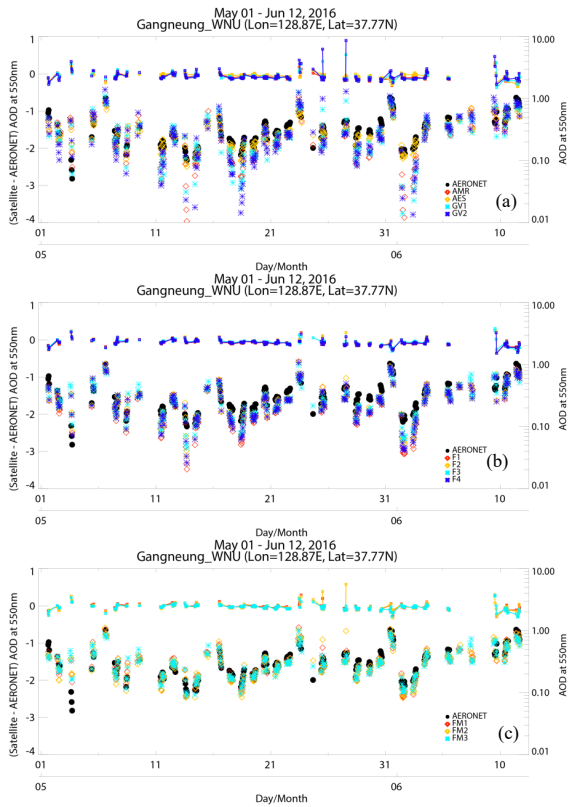 May 01 - Jun 12, 2016
Gangneung_WNU (Lon=128.87E, Lat=37.77N)
(Satellite - AERONET) AOD at 550nm
1
0
-1
-2
-3
-4
10.00
1.00
0.10
0.01
AOD at 550nm
AERONET
AMR
AES
GV1
GV2
(a)
01 11 21 31 10
05 06
Day/Month
May 01 - Jun 12, 2016
Gangneung_WNU (Lon=128.87E, Lat=37.77N)
(Satellite - AERONET) AOD at 550nm
1
0
-1
-2
-3
-4
10.00
1.00
0.10
0.01
AOD at 550nm
AERONET
F1
F2
F3
F4
(b)
01 11 21 31 10
05 06
Day/Month
May 01 - Jun 12, 2016
Gangneung_WNU (Lon=128.87E, Lat=37.77N)
(Satellite - AERONET) AOD at 550nm
1
0
-1
-2
-3
-4
10.00
1.00
0.10
0.01
AOD at 550nm
AERONET
FM1
FM2
FM3
(c)
01 11 21 31 10
05 06
Day/Month